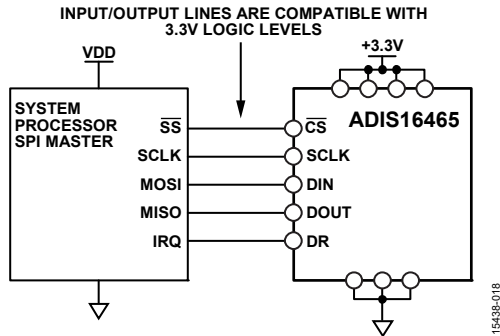 INPUT/OUTPUT LINES ARE COMPATIBLE WITH
3.3V LOGIC LEVELS
VDD
+3.3V
SYSTEM
PROCESSOR
SPI MASTER
ADIS16465
SS
CS
SCLK
SCLK
MOSI
DIN
MISO
DOUT
IRQ
DR
15438-018